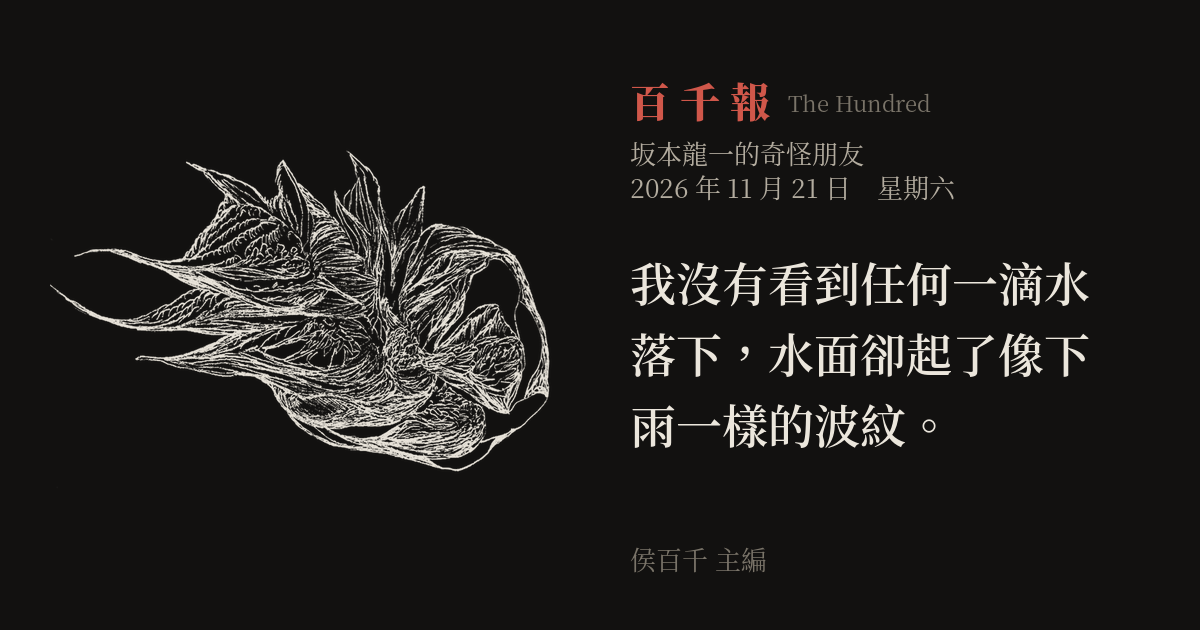 百千報 The Hundred
坂本龍一的奇怪朋友
2026 年 11 月 21 日　星期六
我沒有看到任何一滴水
落下，水面卻起了像下
雨一樣的波紋。
侯百千 主編